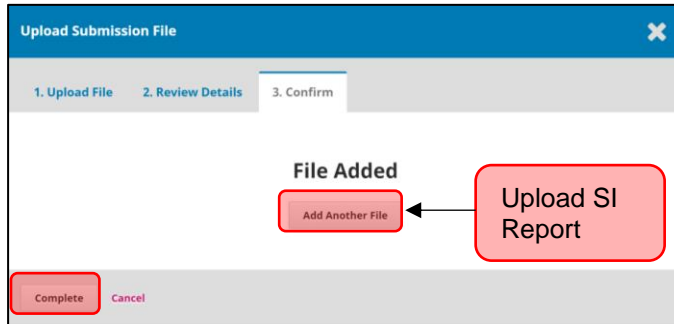 Upload Submission File
1. Upload File 2. Review Details 3. Confirm
File Added
Add Another File
Upload SI
Report
Complete Cancel